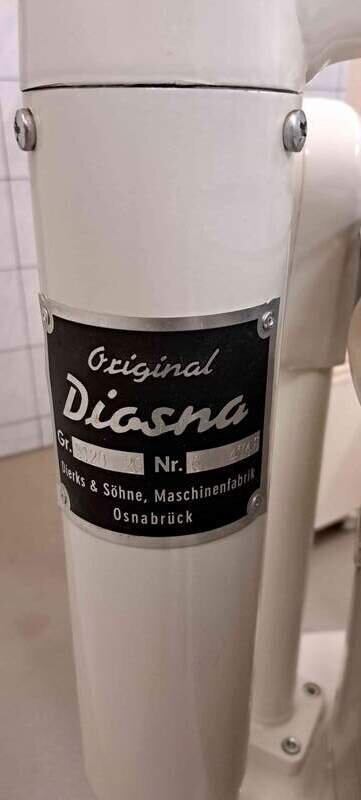 Original
Diosna
Gr. Nr.
Dierks & Söhne, Maschinenfabrik
Osnabrück